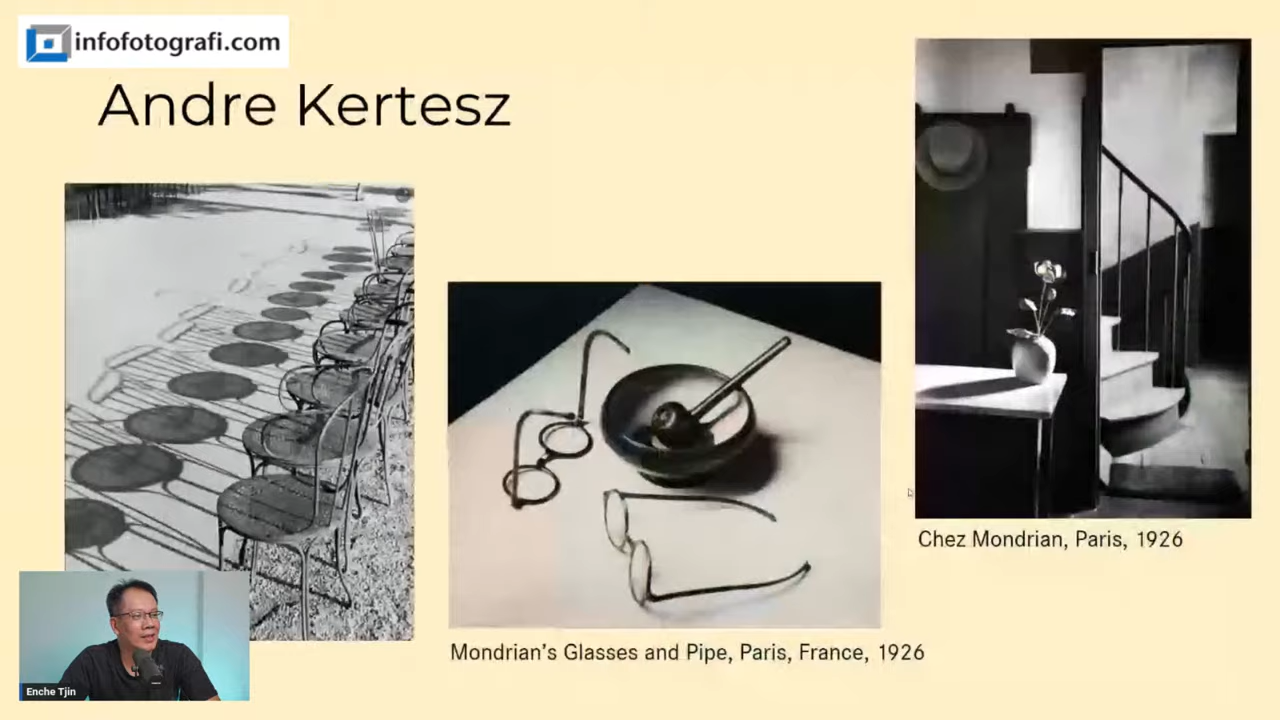 infofotografi.com
Andre Kertesz
Chez Mondrian, Paris, 1926
Mondrian’s Glasses and Pipe, Paris, France, 1926
Enche Tjin